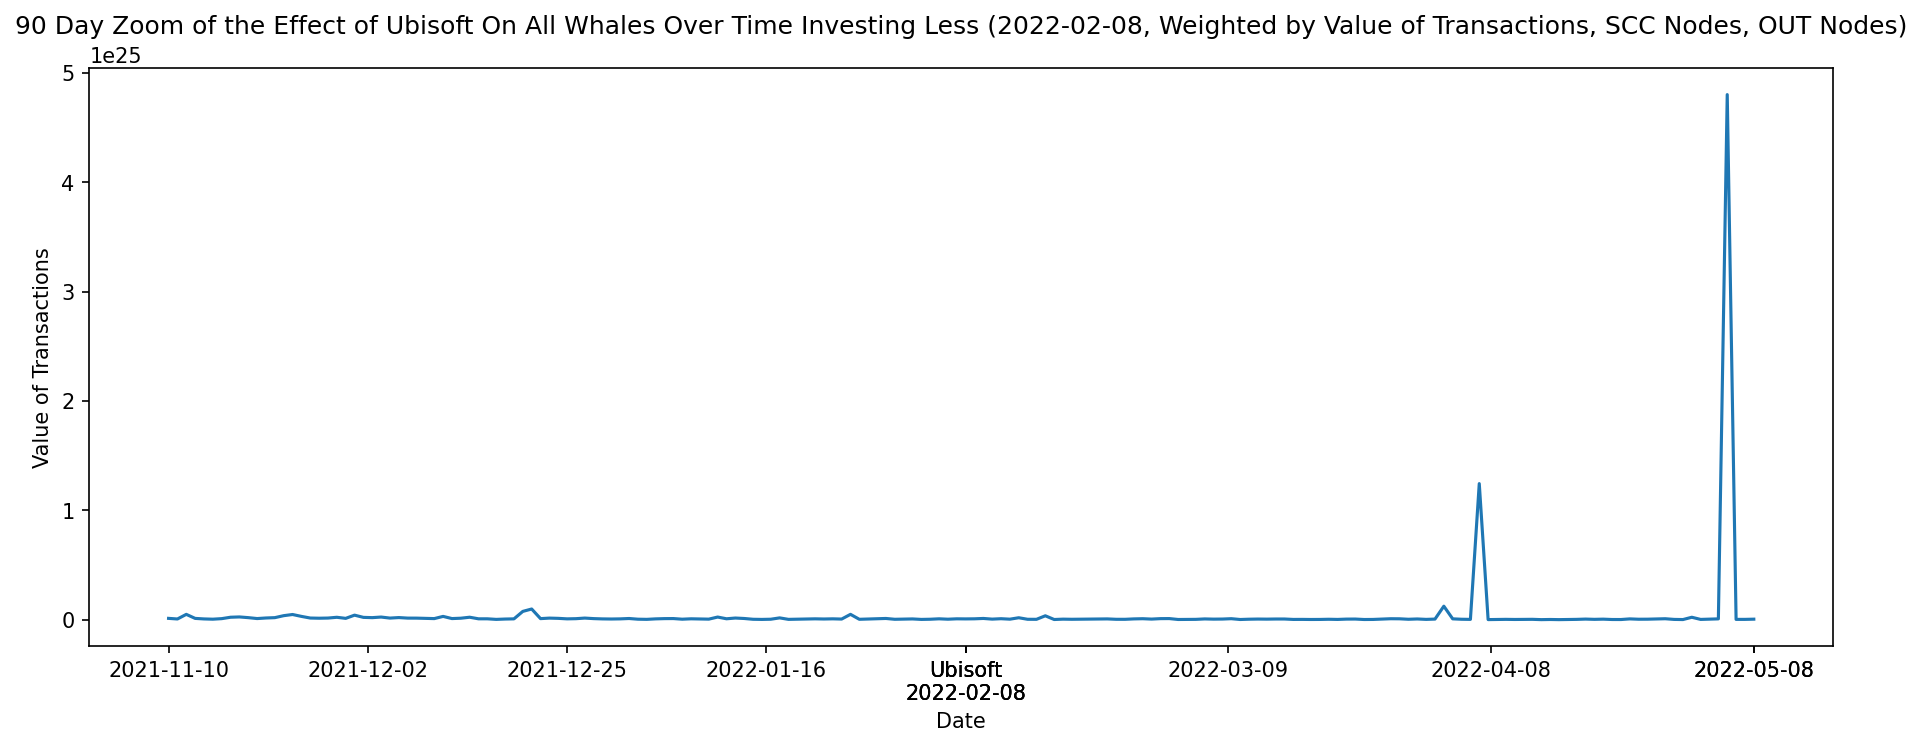 90 Day Zoom of the Effect of Ubisoft On All Whales Over Time Investing Less (2022-02-08, Weighted by Value of Transactions, SCC Nodes, OUT Nodes)
1e25
5
4
3
2
1
0
Value of Transactions
2021-11-10 2021-12-02 2021-12-25 2022-01-16 Ubisoft 2022-03-09 2022-04-08 2022-05-08
2022-02-08
Date